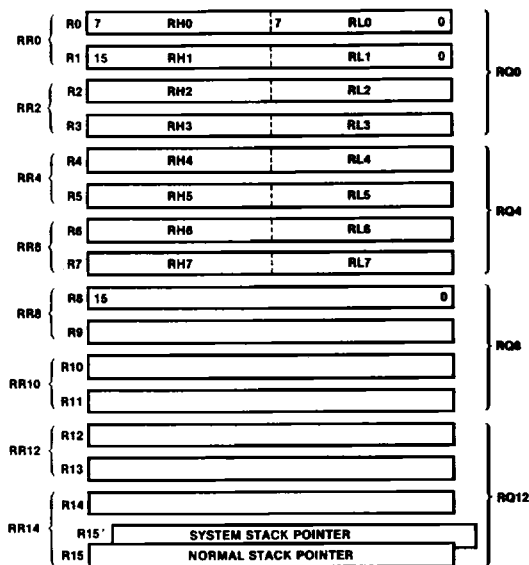 RR0 R0 7 RH0 7 RL0 0
R1 15 RH1 RL1 0
RQ0
RR2 R2 RH2 RL2
R3 RH3 RL3
RR4 R4 RH4 RL4
R5 RH5 RL5
RQ4
RR6 R6 RH6 RL6
R7 RH7 RL7
RR8 R8 15 0
R9
RQ8
RR10 R10
R11
RR12 R12
R13
RQ12
RR14 R14
R15' SYSTEM STACK POINTER
R15 NORMAL STACK POINTER